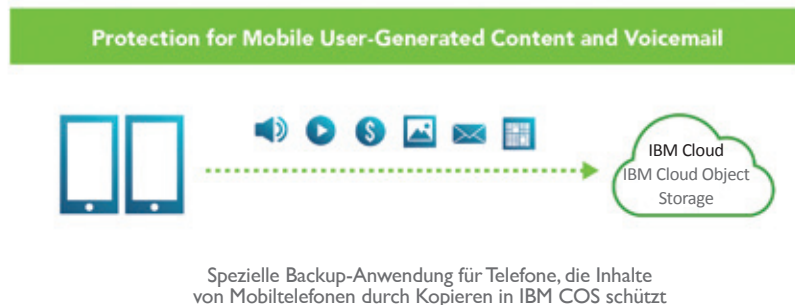 Protection for Mobile User-Generated Content and Voicemail
IBM Cloud
IBM Cloud Object
Storage
Spezielle Backup-Anwendung für Telefone, die Inhalte
von Mobiltelefonen durch Kopieren in IBM COS schützt